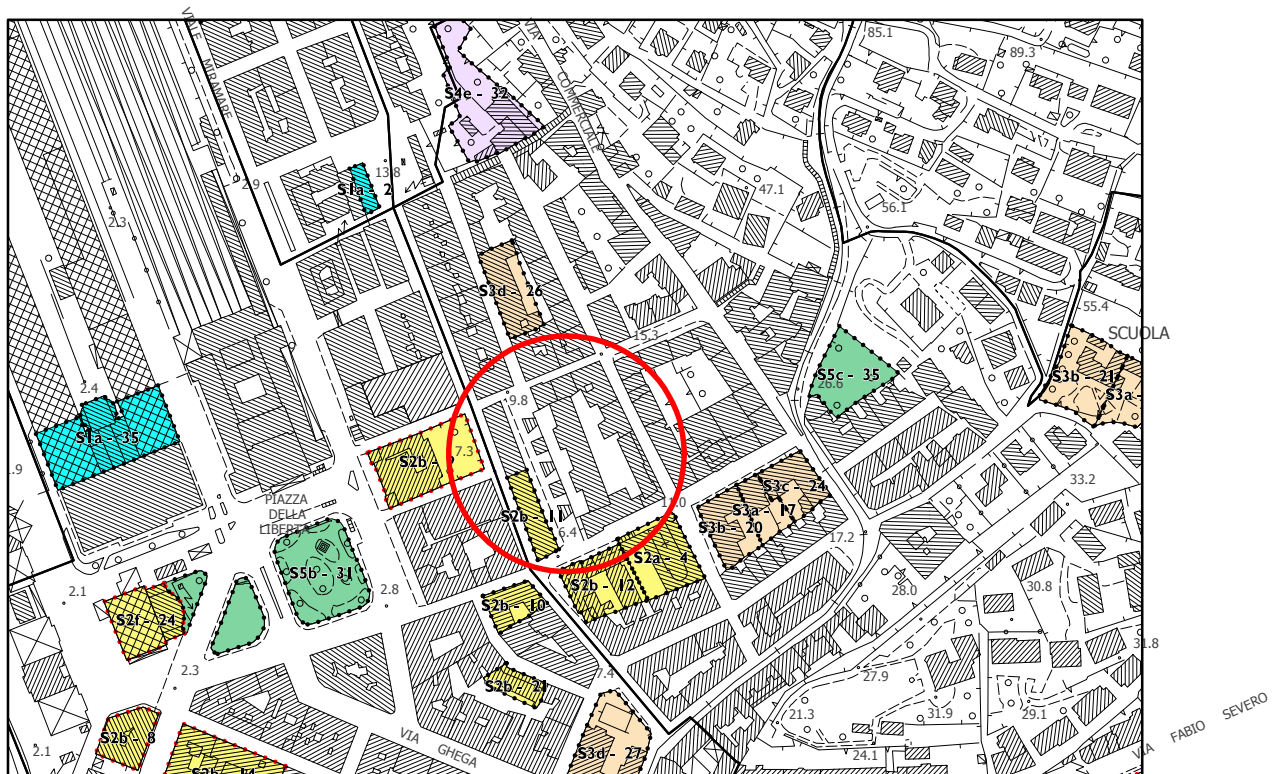 VIALE
MIRAMARE
VIA
COMMERCIALE
85.1
89.3
S4e - 32
13.8
S1a - 2
2.9
47.1
2.3
56.1
S3d - 26
55.4
15.3
SCUOLA
2.4
S5c - 35
26.6
S3b - 21
S3a -
9.8
S1a - 35
7.3
S2b -
.9
33.2
PIAZZA
DELLA
LIBERTA'
S3c - 24
S3a - 17
S3b - 20
S2b - 11
6.4
17.2
S2a - 4
S5b - 31
S2b - 12
2.8
28.0
30.8
2.1
S2b - 10
S2f - 24
31.8
2.3
7.4
27.9
S2b - 21
21.3
31.9
29.1
VIA FABIO SEVERO
S2b - 8
VIA GHEGA
2.1
S3d - 27
24.1
S2b - 14